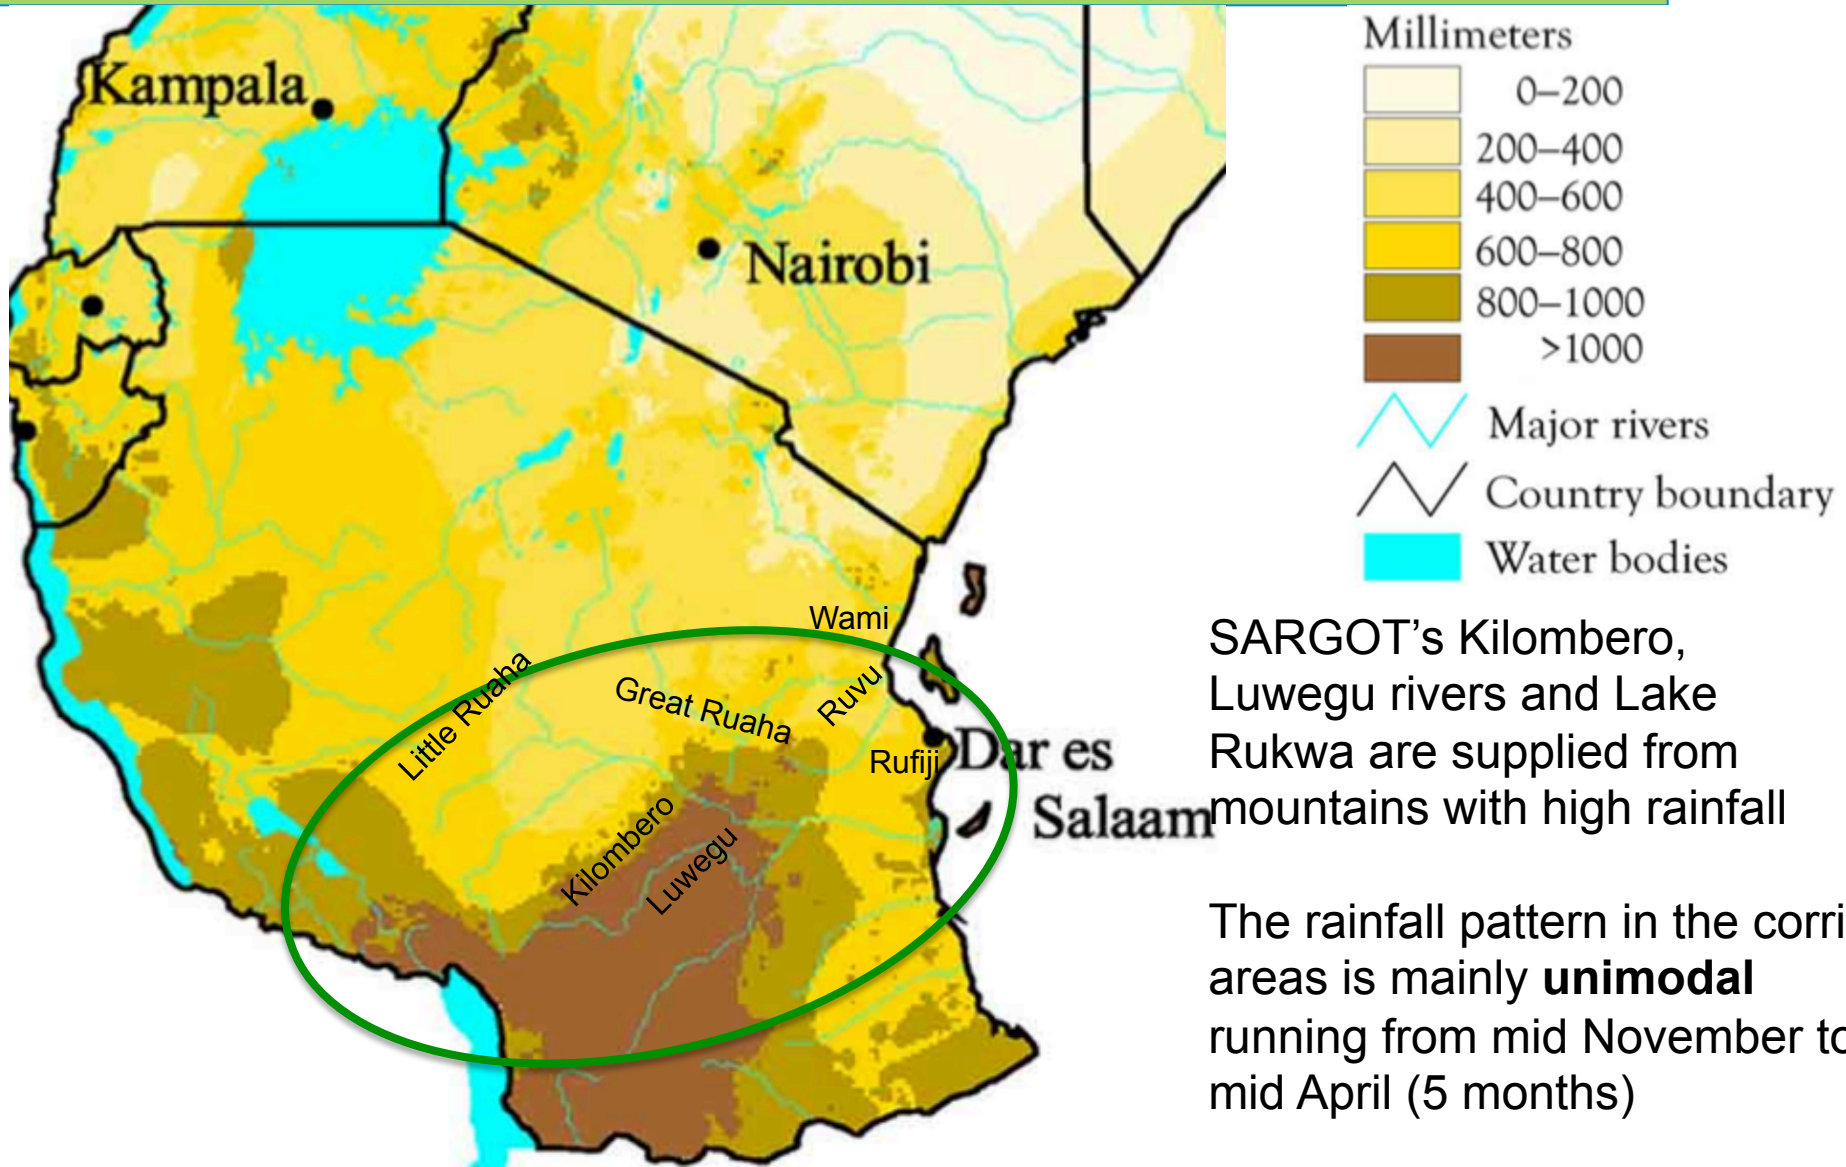 Kampala
Nairobi
Wami
Little Ruaha
Great Ruaha
Ruvu
Rufiji
Dar es
Salaam
Kilombero
Luwegu
Millimeters
0–200
200–400
400–600
600–800
800–1000
>1000
Major rivers
Country boundary
Water bodies
SARGOT’s Kilombero,
Luwegu rivers and Lake
Rukwa are supplied from
mountains with high rainfall
The rainfall pattern in the corri
areas is mainly unimodal
running from mid November to
mid April (5 months)